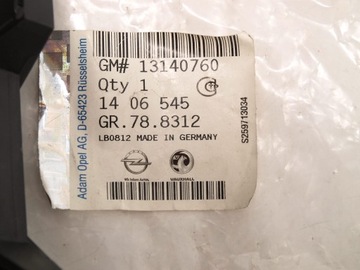 GM# 13140760
Qty 1
14 06 545
GR.78.8312
LB0812 MADE IN GERMANY
VAUXHALL
Adam Opel AG, D-65423 Rüsselsheim
S259713034